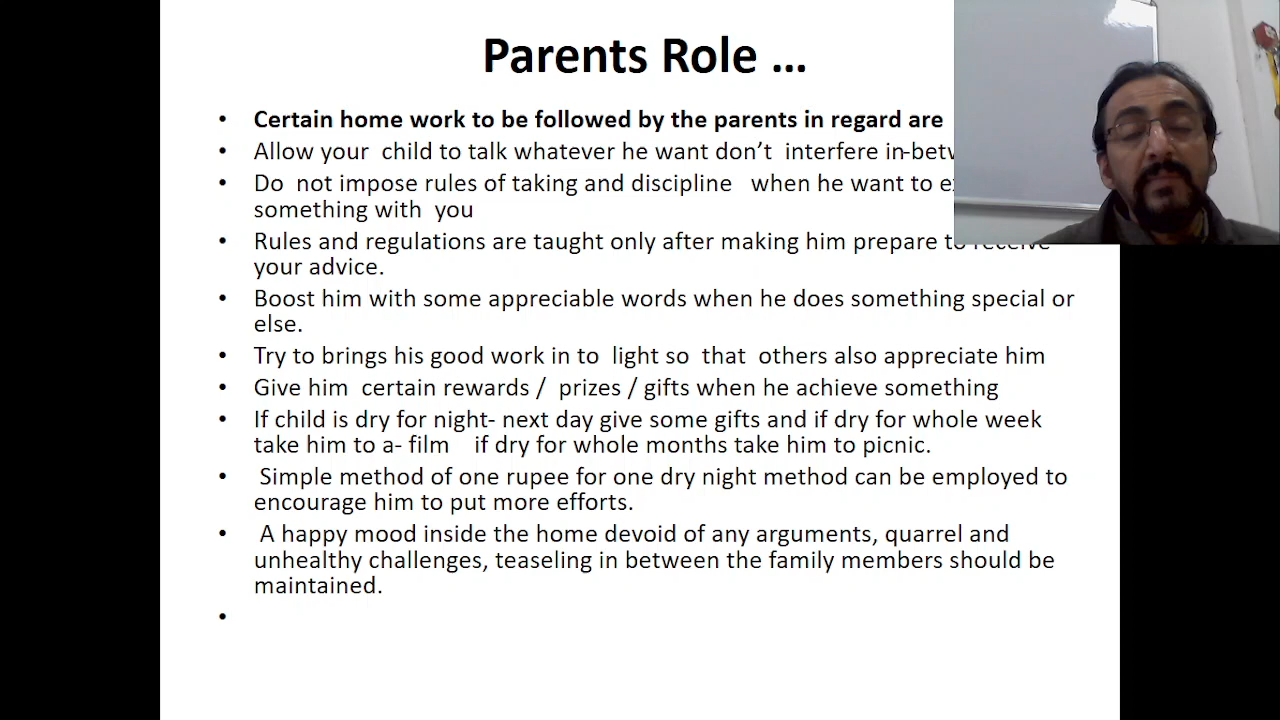 Parents Role ...
• Certain home work to be followed by the parents in regard are
• Allow your child to talk whatever he want don't interfere
• Do not impose rules of taking and discipline when he want to
something with you
• Rules and regulations are taught only after making him prepare to receive
your advice.
• Boost him with some appreciable words when he does something special or
else.
• Try to brings his good work in to light so that others also appreciate him
• Give him certain rewards / prizes / gifts when he achieve something
• If child is dry for night- next day give some gifts and if dry for whole week
take him to a- film if dry for whole months take him to picnic.
• Simple method of one rupee for one dry night method can be employed to
encourage him to put more efforts.
• A happy mood inside the home devoid of any arguments, quarrel and
unhealthy challenges, teaseling in between the family members should be
maintained.
•